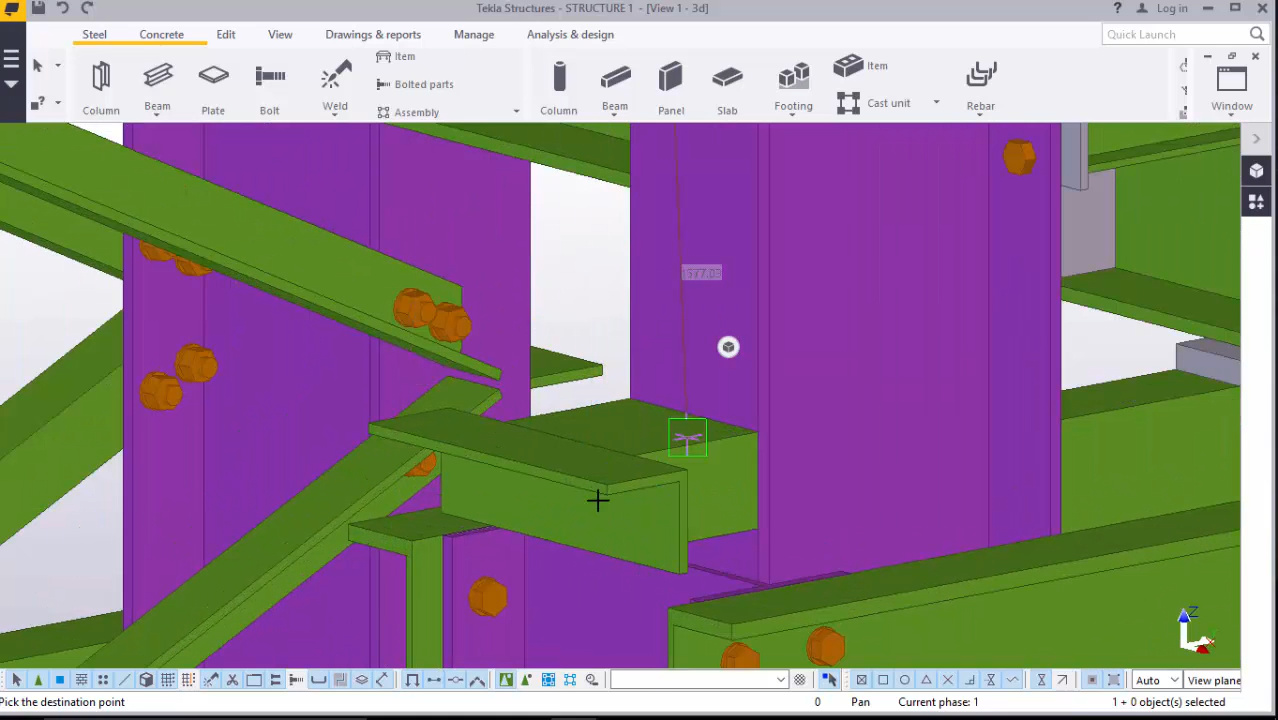 Tekla Structures - STRUCTURE 1 - [View 1 - 3d]
? Log in
Steel Concrete Edit View Drawings & reports Manage Analysis & design
Quick Launch
Item
Item
Bolted parts
Cast unit
Assembly
Column Beam Plate Bolt Weld
Column Beam Panel Slab Footing
Rebar
Window
Z
Auto View plane
Pick the destination point
0 Pan Current phase: 1 1 + 0 object(s) selected